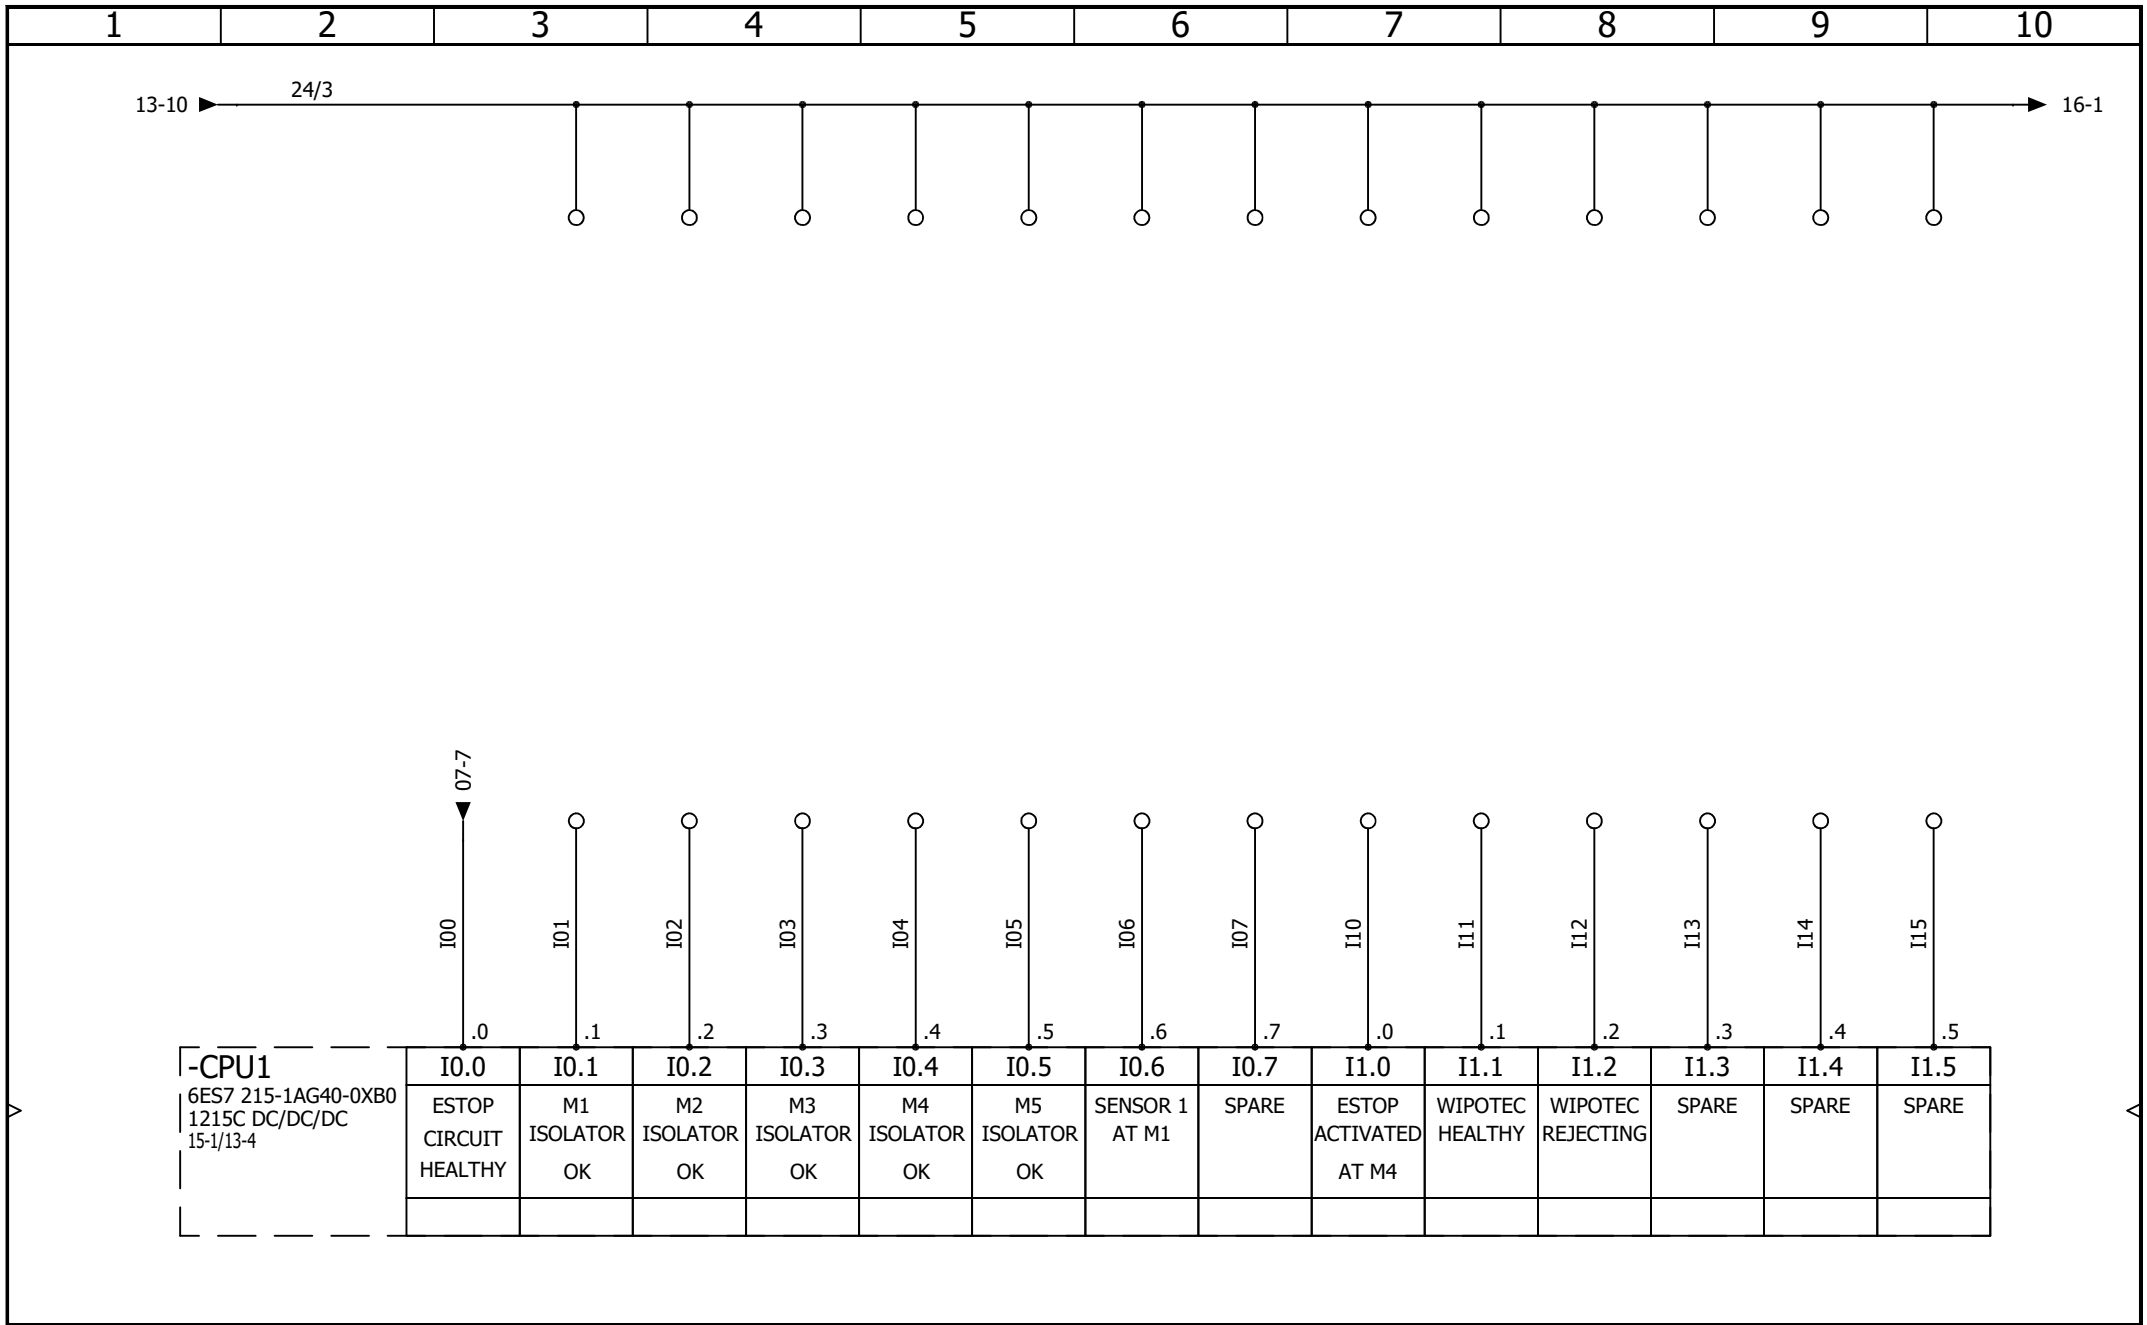 1 2 3 4 5 6 7 8 9 10
24/3
13-10 16-1
07-7
I00 I01 I02 I03 I04 I05 I06 I07 I10 I11 I12 I13 I14 I15
.0 .1 .2 .3 .4 .5 .6 .7 .0 .1 .2 .3 .4 .5
-CPU1
6ES7 215-1AG40-0XB0
1215C DC/DC/DC
15-1/13-4
I0.0 I0.1 I0.2 I0.3 I0.4 I0.5 I0.6 I0.7 I1.0 I1.1 I1.2 I1.3 I1.4 I1.5
ESTOP
CIRCUIT
HEALTHY
M1
ISOLATOR
OK
M2
ISOLATOR
OK
M3
ISOLATOR
OK
M4
ISOLATOR
OK
M5
ISOLATOR
OK
SENSOR 1
AT M1
SPARE
ESTOP
ACTIVATED
AT M4
WIPOTEC
HEALTHY
WIPOTEC
REJECTING
SPARE
SPARE
SPARE